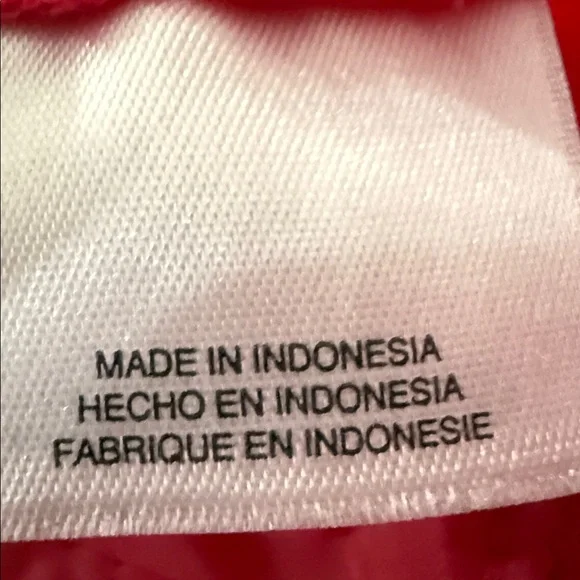 MADE IN INDONESIA
HECHO EN INDONESIA
FABRIQUE EN INDONESIE